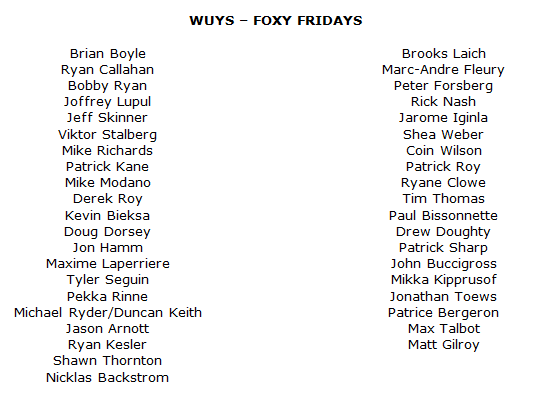 WUYS – FOXY FRIDAYS
Brian Boyle
Ryan Callahan
Bobby Ryan
Joffrey Lupul
Jeff Skinner
Viktor Stalberg
Mike Richards
Patrick Kane
Mike Modano
Derek Roy
Kevin Bieksa
Doug Dorsey
Jon Hamm
Maxime Laperriere
Tyler Seguin
Pekka Rinne
Michael Ryder/Duncan Keith
Jason Arnott
Ryan Kesler
Shawn Thornton
Nicklas Backstrom
Brooks Laich
Marc-Andre Fleury
Peter Forsberg
Rick Nash
Jarome Iginla
Shea Weber
Coin Wilson
Patrick Roy
Ryane Clowe
Tim Thomas
Paul Bissonnette
Drew Doughty
Patrick Sharp
John Buccigross
Mikka Kipprusof
Jonathan Toews
Patrice Bergeron
Max Talbot
Matt Gilroy